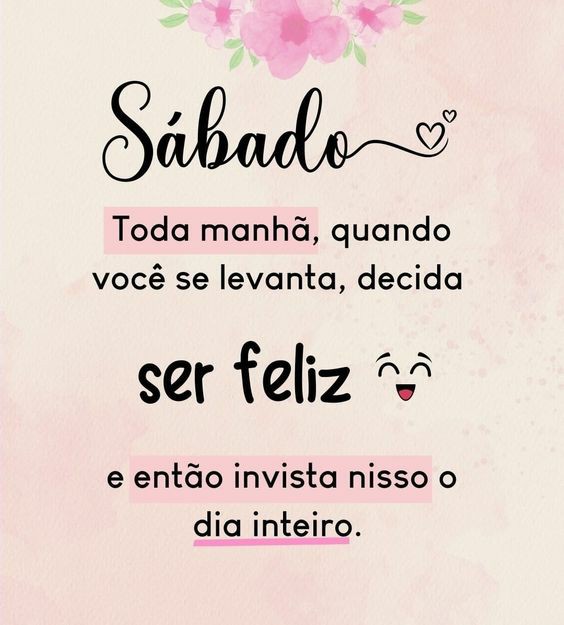 Sábado
Toda manhã, quando
você se levanta, decida
ser feliz
e então invista nisso o
dia inteiro.